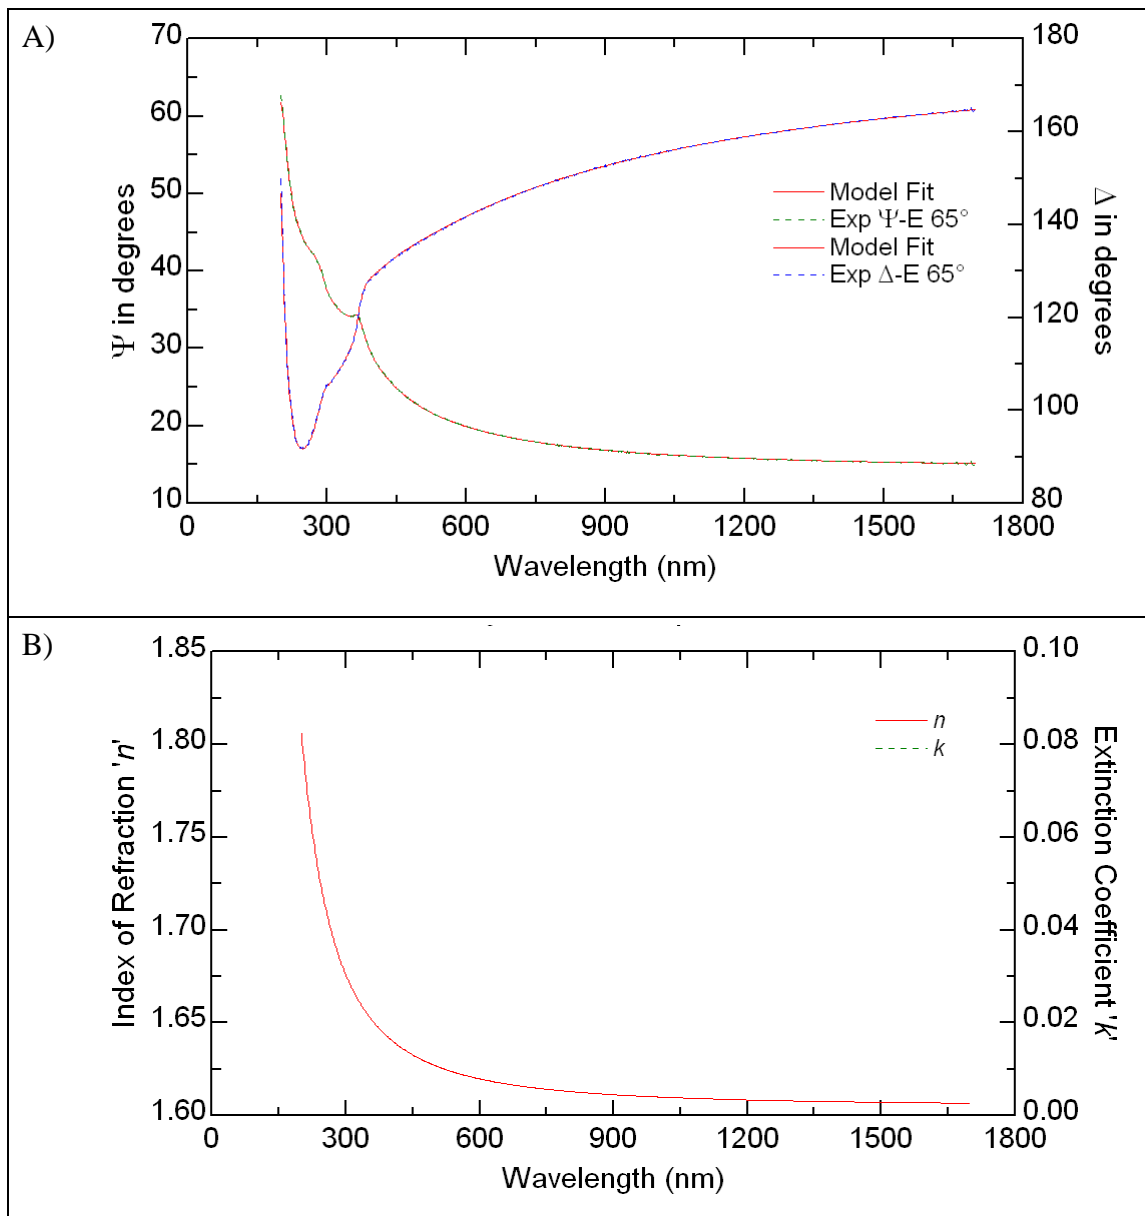 A)
70
60
50
40
30
20
10
Ψ in degrees
180
160
140
120
100
80
Δ in degrees
Model Fit
Exp Ψ-E 65°
Model Fit
Exp Δ-E 65°
0 300 600 900 1200 1500 1800
Wavelength (nm)
B)
1.85
1.80
1.75
1.70
1.65
1.60
Index of Refraction 'n'
0.10
0.08
0.06
0.04
0.02
0.00
Extinction Coefficient 'k'
n
k
0 300 600 900 1200 1500 1800
Wavelength (nm)